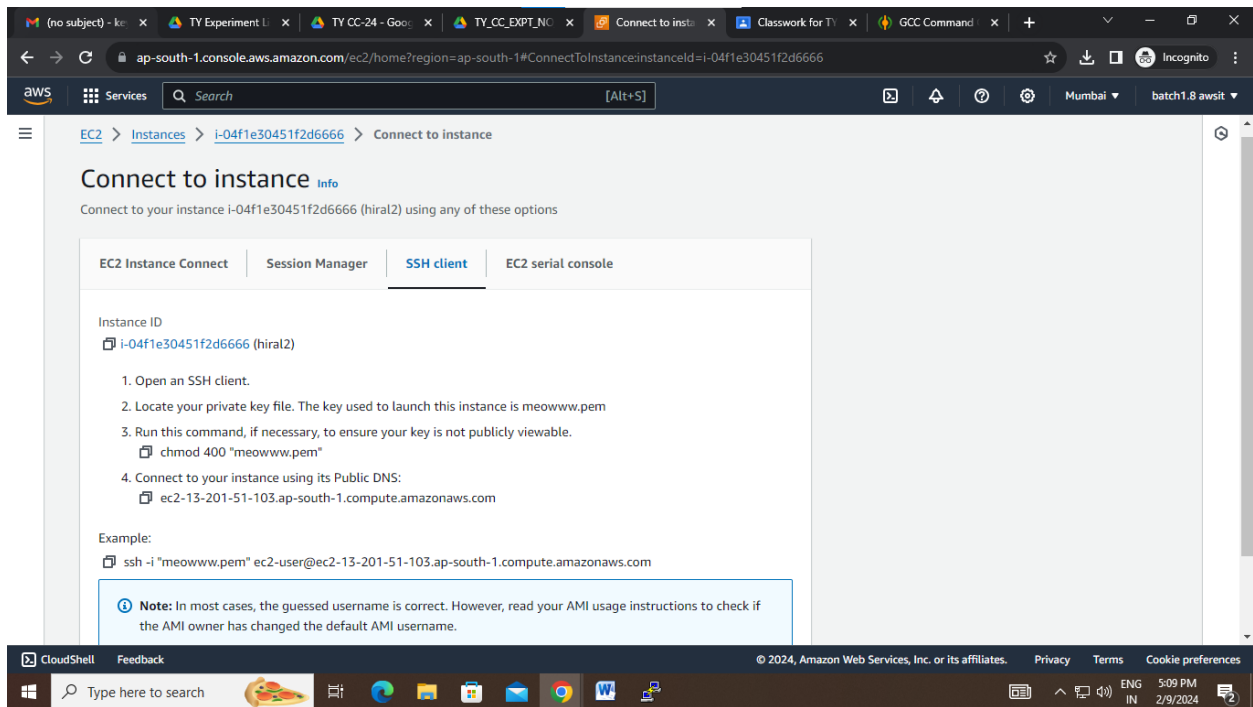 (no subject) - ke
TY Experiment Li
TY CC-24 - Goog
TY_CC_EXPT_NO
Connect to insta
Classwork for TY
GCC Command
ap-south-1.console.aws.amazon.com/ec2/home?region=ap-south-1#ConnectToInstance:instanceId=i-04f1e30451f2d6666
Incognito
aws
Services
Search
[Alt+S]
Mumbai
batch1.8 awsit
EC2 > Instances > i-04f1e30451f2d6666 > Connect to instance
Connect to instance Info
Connect to your instance i-04f1e30451f2d6666 (hiral2) using any of these options
EC2 Instance Connect
Session Manager
SSH client
EC2 serial console
Instance ID
i-04f1e30451f2d6666 (hiral2)
1. Open an SSH client.
2. Locate your private key file. The key used to launch this instance is meowww.pem
3. Run this command, if necessary, to ensure your key is not publicly viewable.
chmod 400 "meowww.pem"
4. Connect to your instance using its Public DNS:
ec2-13-201-51-103.ap-south-1.compute.amazonaws.com
Example:
ssh -i "meowww.pem" ec2-user@ec2-13-201-51-103.ap-south-1.compute.amazonaws.com
Note: In most cases, the guessed username is correct. However, read your AMI usage instructions to check if
the AMI owner has changed the default AMI username.
CloudShell
Feedback
© 2024, Amazon Web Services, Inc. or its affiliates.
Privacy
Terms
Cookie preferences
Type here to search
ENG
IN
5:09 PM
2/9/2024
2